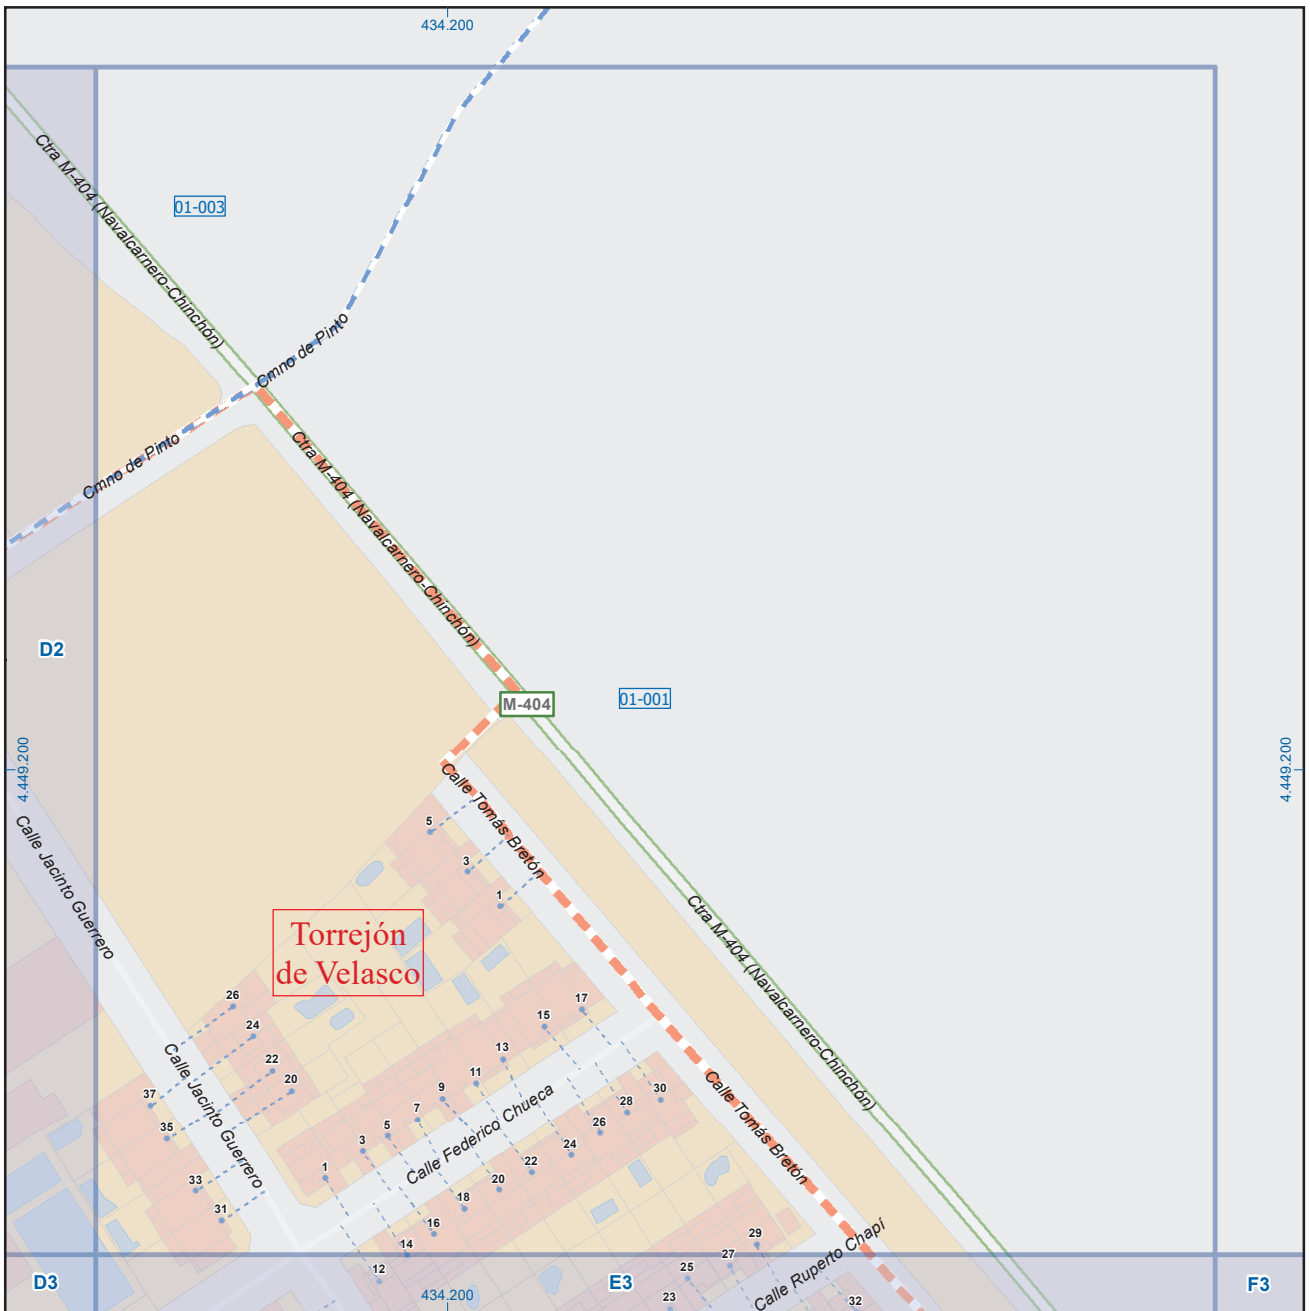 434.200
Ctra M-404 (Navalcarnero-Chinchón)
01-003
Cmno de Pinto
Cmno de Pinto
Ctra M-404 (Navalcarnero-Chinchón)
D2
M-404
01-001
4.449.200
4.449.200
Calle Tomás Bretón
5
3
1
Calle Jacinto Guerrero
Torrejón
de Velasco
Ctra M-404 (Navalcarnero-Chinchón)
26
24
22
20
17
15
13
11
9
7
5
3
1
Calle Jacinto Guerrero
37
35
33
31
Calle Federico Chueca
30
28
26
24
22
20
18
16
14
12
Calle Tomás Bretón
29
27
25
23
Calle Ruperto Chapí
32
D3
434.200
E3
F3